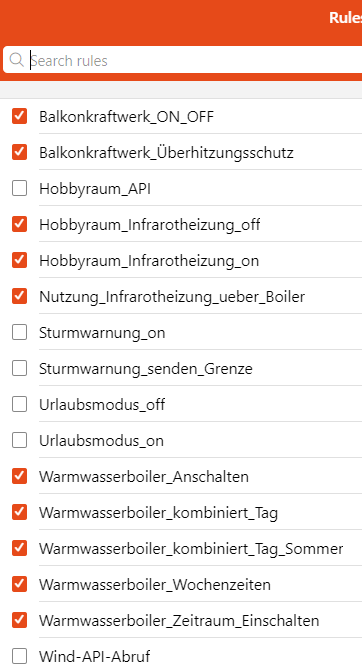 Rules
Search rules
Balkonkraftwerk_ON_OFF
Balkonkraftwerk_Überhitzungsschutz
Hobbyraum_API
Hobbyraum_Infrarotheizung_off
Hobbyraum_Infrarotheizung_on
Nutzung_Infrarotheizung_ueber_Boiler
Sturmwarnung_on
Sturmwarnung_senden_Grenze
Urlaubsmodus_off
Urlaubsmodus_on
Warmwasserboiler_Anschalten
Warmwasserboiler_kombiniert_Tag
Warmwasserboiler_kombiniert_Tag_Sommer
Warmwasserboiler_Wochenzeiten
Warmwasserboiler_Zeitraum_Einschalten
Wind-API-Abruf